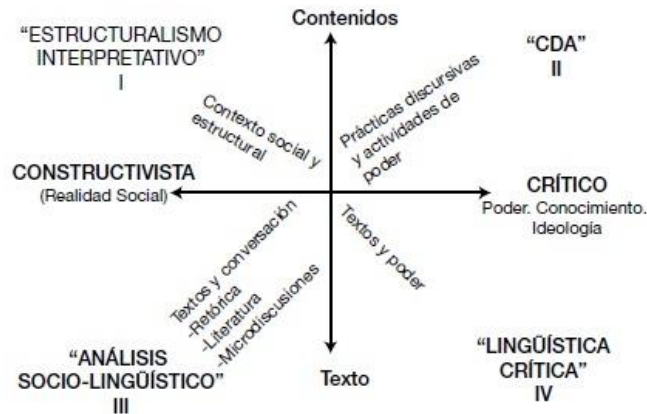 Contenidos
“ESTRUCTURALISMO
INTERPRETATIVO”
I
“CDA”
II
Contexto social y
estructural
Prácticas discursivas
y actividades de
poder
CONSTRUCTIVISTA
(Realidad Social)
CRÍTICO
Poder. Conocimiento.
Ideología
Textos y conversación
-Retórica
-Literatura
-Microdiscusiones
Textos y poder
“ANÁLISIS
SOCIO-LINGÜÍSTICO”
III
Texto
“LINGÜÍSTICA
CRÍTICA”
IV